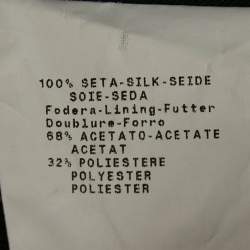 100% SETA-SILK-SEIDE
SOIE-SEDA
Fodera-Lining-Futter
Doublure-Forro
68% ACETATO-ACETATE
ACETAT
32% POLIESTERE
POLYESTER
POLIESTER